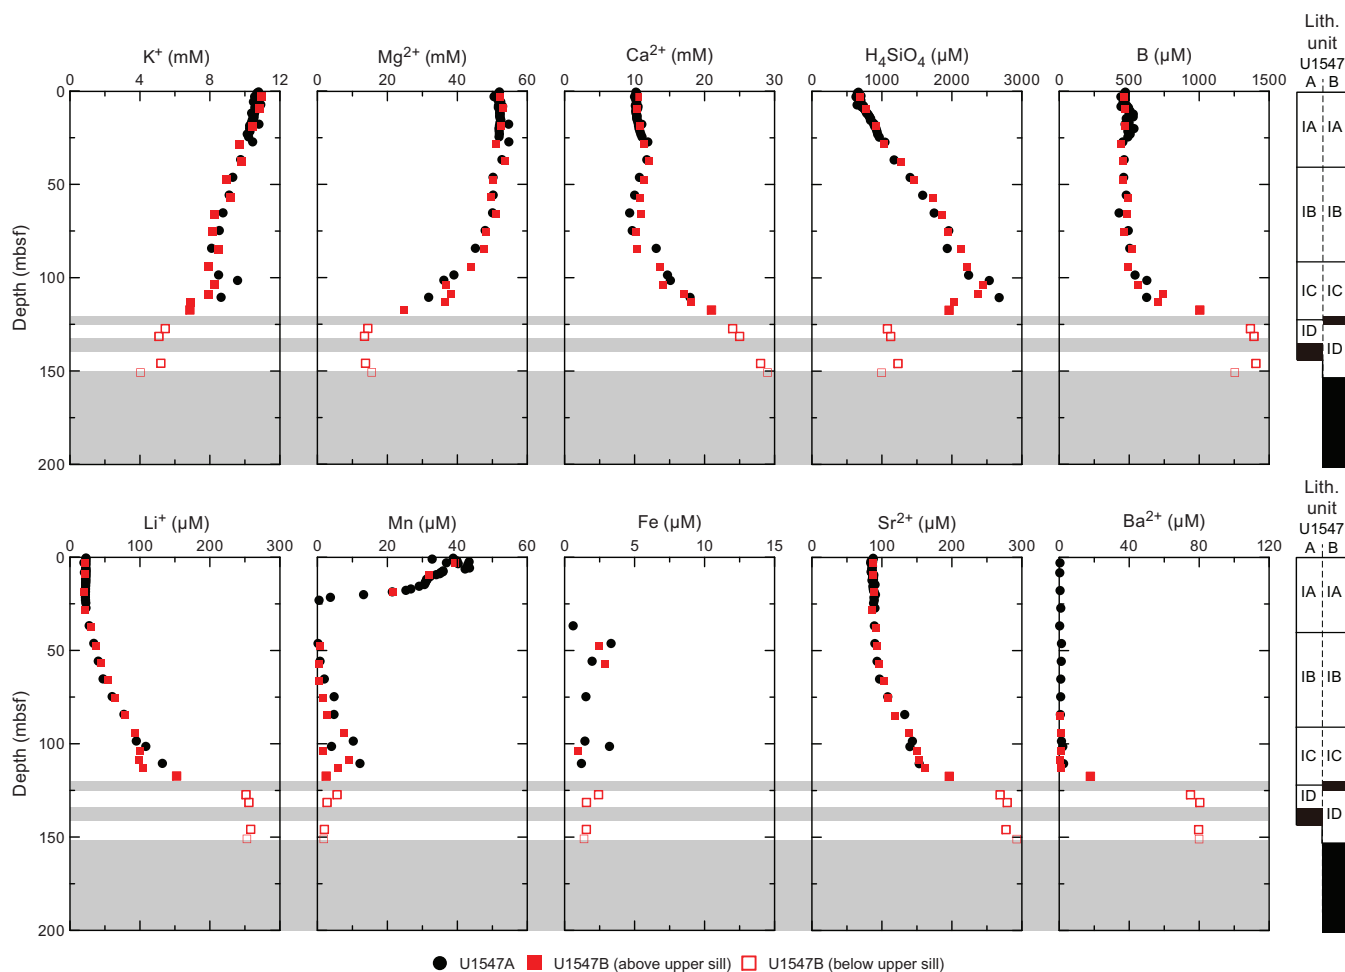 Lith.
unit
U1547
A B
K⁺ (mM)
Mg²⁺ (mM)
Ca²⁺ (mM)
H₄SiO₄ (µM)
B (µM)
0 4 8 12
0 20 40 60
0 10 20 30
0 1000 2000 3000
0 500 1000 1500
0
50
100
150
200
Depth (mbsf)
IA IA
IB IB
IC IC
ID
ID
Lith.
unit
U1547
A B
Li⁺ (µM)
Mn (µM)
Fe (µM)
Sr²⁺ (µM)
Ba²⁺ (µM)
0 100 200 300
0 20 40 60
0 5 10 15
0 100 200 300
0 40 80 120
0
50
100
150
200
Depth (mbsf)
IA IA
IB IB
IC IC
ID
ID
U1547A U1547B (above upper sill) U1547B (below upper sill)